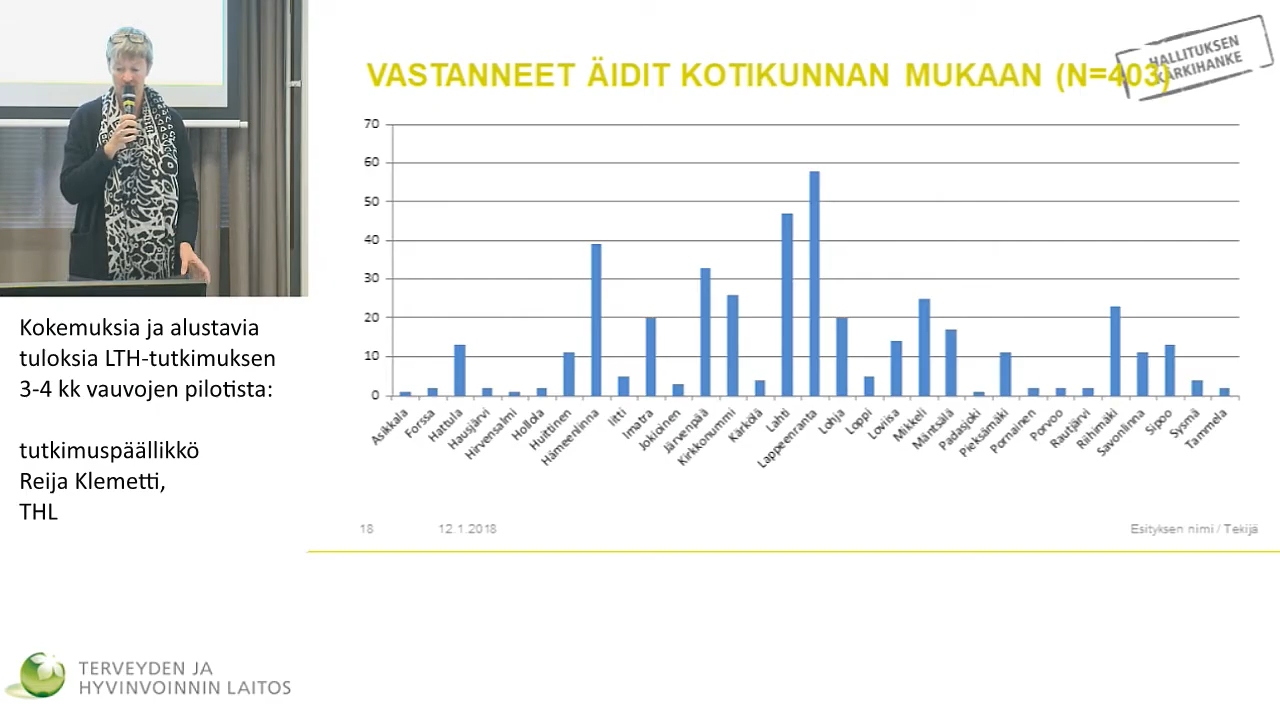 VASTANNEET ÄIDIT KOTIKUNNAN MUKAAN (N=403)
HALLITUKSEN
KÄRKIHANKE
70
60
50
40
30
20
10
0
Asikkala
Forssa
Hattula
Hausjärvi
Hirvensalmi
Hollola
Huittinen
Hämeenlinna
Iitti
Imatra
Jokioinen
Järvenpää
Kirkkonummi
Kärkölä
Lahti
Lappeenranta
Lohja
Loppi
Loviisa
Mikkeli
Mäntsälä
Padasjoki
Pieksämäki
Pornainen
Porvoo
Rautjärvi
Riihimäki
Savonlinna
Sipoo
Sysmä
Tammela
18
12.1.2018
Esityksen nimi / Tekijä
Kokemuksia ja alustavia
tuloksia LTH-tutkimuksen
3-4 kk vauvojen pilotista:
tutkimuspäällikkö
Reija Klemetti,
THL
TERVEYDEN JA
HYVINVOINNIN LAITOS